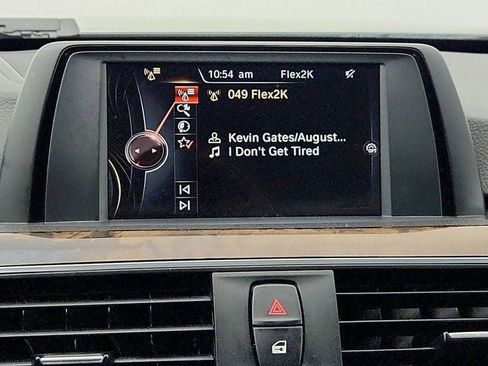 10:54 am Flex2K
049 Flex2K
Kevin Gates/August...
I Don't Get Tired